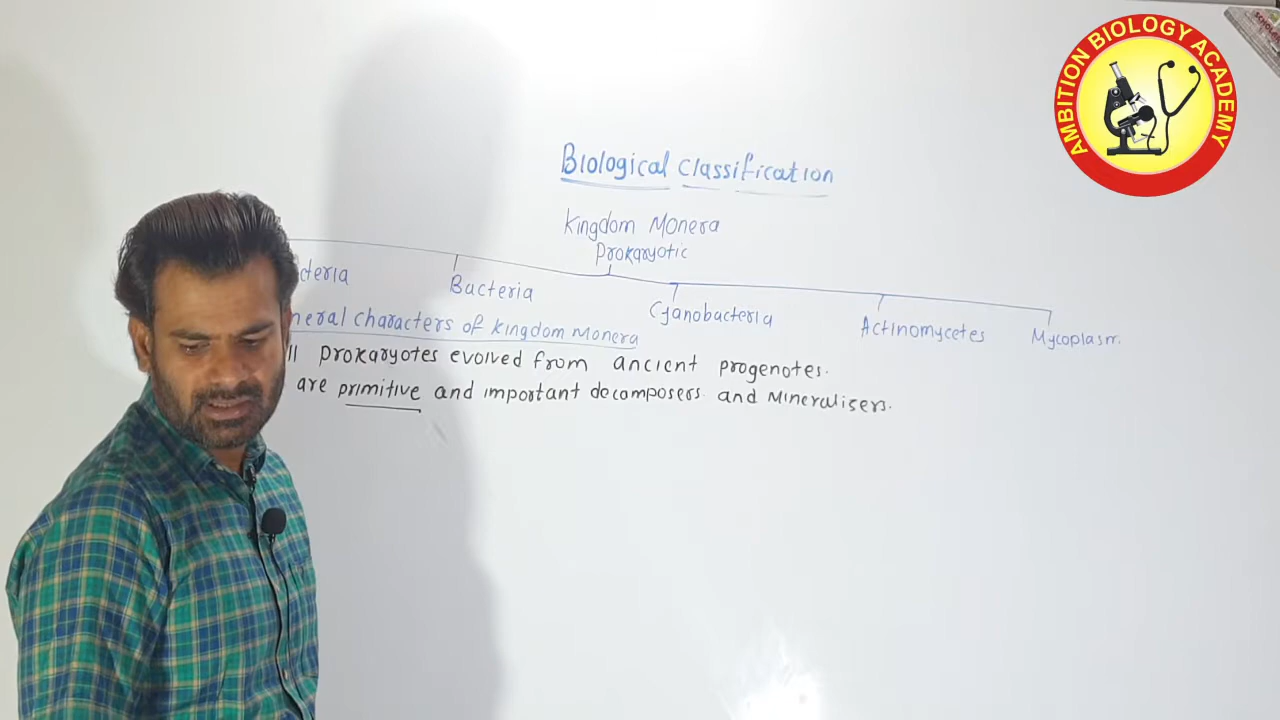 AMBITION BIOLOGY ACADEMY
Biological Classification
Kingdom Monera
Prokaryotic
cteria Bacteria Cyanobacteria Actinomycetes Mycoplasm.
neral characters of Kingdom Monera
ll prokaryotes evolved from ancient progenotes.
are primitive and important decomposers and Mineralisers.